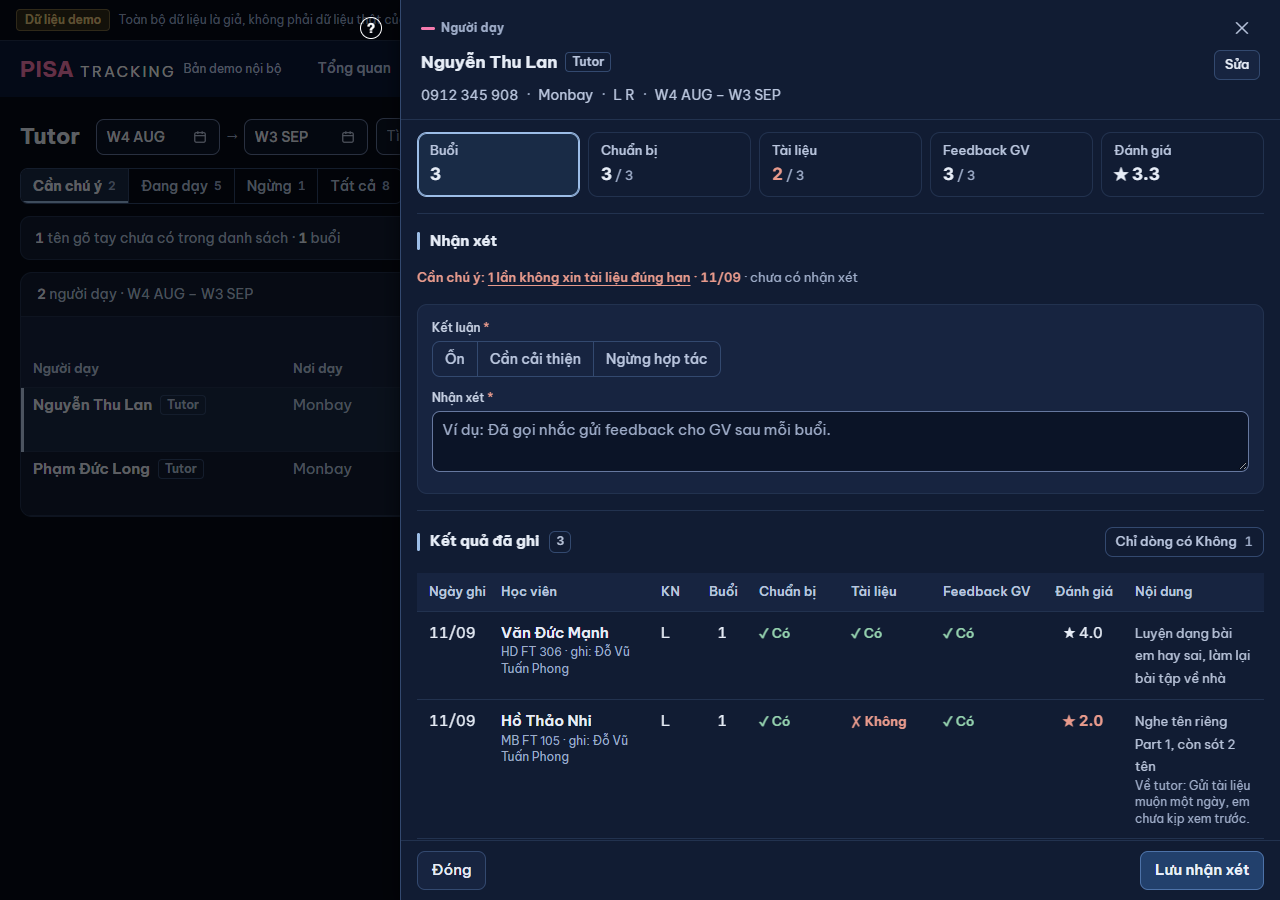 Dữ liệu demo Toàn bộ dữ liệu là giả, không phải dữ liệu thật củ
?
PISA TRACKING Bản demo nội bộ Tổng quan
Tutor W4 AUG → W3 SEP
Cần chú ý 2 Đang dạy 5 Ngừng 1 Tất cả 8
1 tên gõ tay chưa có trong danh sách · 1 buổi
2 người dạy · W4 AUG – W3 SEP
Người dạy Nơi dạy
Nguyễn Thu Lan Tutor Monbay
Phạm Đức Long Tutor Monbay
Người dạy
Nguyễn Thu Lan Tutor
Sửa
0912 345 908 · Monbay · L R · W4 AUG – W3 SEP
Buổi Chuẩn bị Tài liệu Feedback GV Đánh giá
3 3 / 3 2 / 3 3 / 3 ★ 3.3
Nhận xét
Cần chú ý: 1 lần không xin tài liệu đúng hạn · 11/09 · chưa có nhận xét
Kết luận *
Ổn Cần cải thiện Ngừng hợp tác
Nhận xét *
Ví dụ: Đã gọi nhắc gửi feedback cho GV sau mỗi buổi.
Kết quả đã ghi 3 Chỉ dòng có Không 1
Ngày ghi Học viên KN Buổi Chuẩn bị Tài liệu Feedback GV Đánh giá Nội dung
11/09 Văn Đức Mạnh L 1 ✓ Có ✓ Có ✓ Có ★ 4.0 Luyện dạng bài
HD FT 306 · ghi: Đỗ Vũ em hay sai, làm lại
Tuấn Phong bài tập về nhà
11/09 Hồ Thảo Nhi L 1 ✓ Có ✗ Không ✓ Có ★ 2.0 Nghe tên riêng
MB FT 105 · ghi: Đỗ Vũ Part 1, còn sót 2
Tuấn Phong tên
Về tutor: Gửi tài liệu
muộn một ngày, em
chưa kịp xem trước.
Đóng Lưu nhận xét